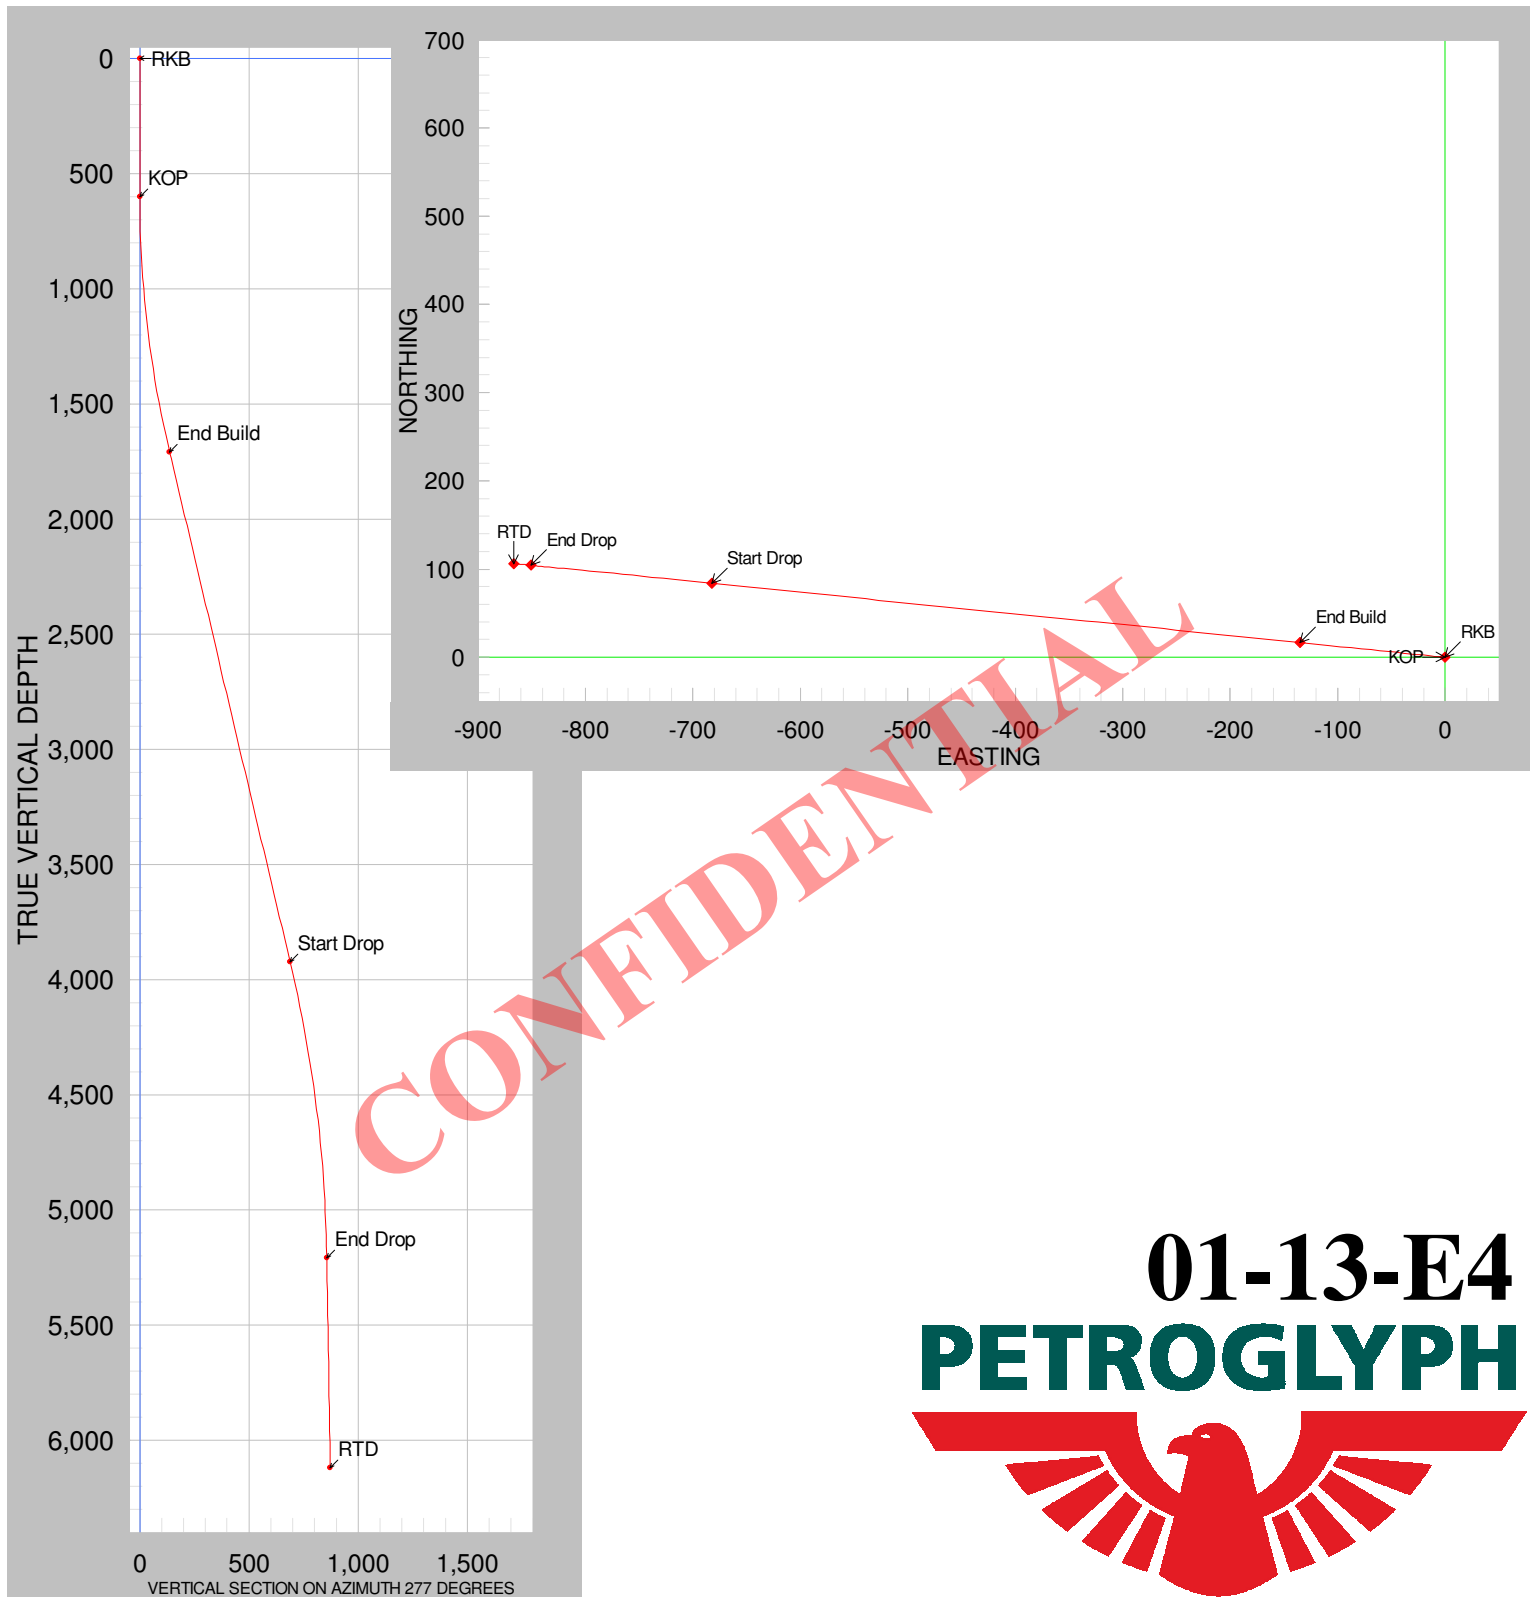 0
500
1,000
1,500
2,000
2,500
3,000
3,500
4,000
4,500
5,000
5,500
6,000
TRUE VERTICAL DEPTH
RKB
KOP
End Build
Start Drop
End Drop
RTD
0 500 1,000 1,500
VERTICAL SECTION ON AZIMUTH 277 DEGREES
700
600
500
400
300
200
100
0
NORTHING
RTD
End Drop
Start Drop
End Build
RKB
KOP
-900 -800 -700 -600 -500 -400 -300 -200 -100 0
EASTING
CONFIDENTIAL
01-13-E4
PETROGLYPH